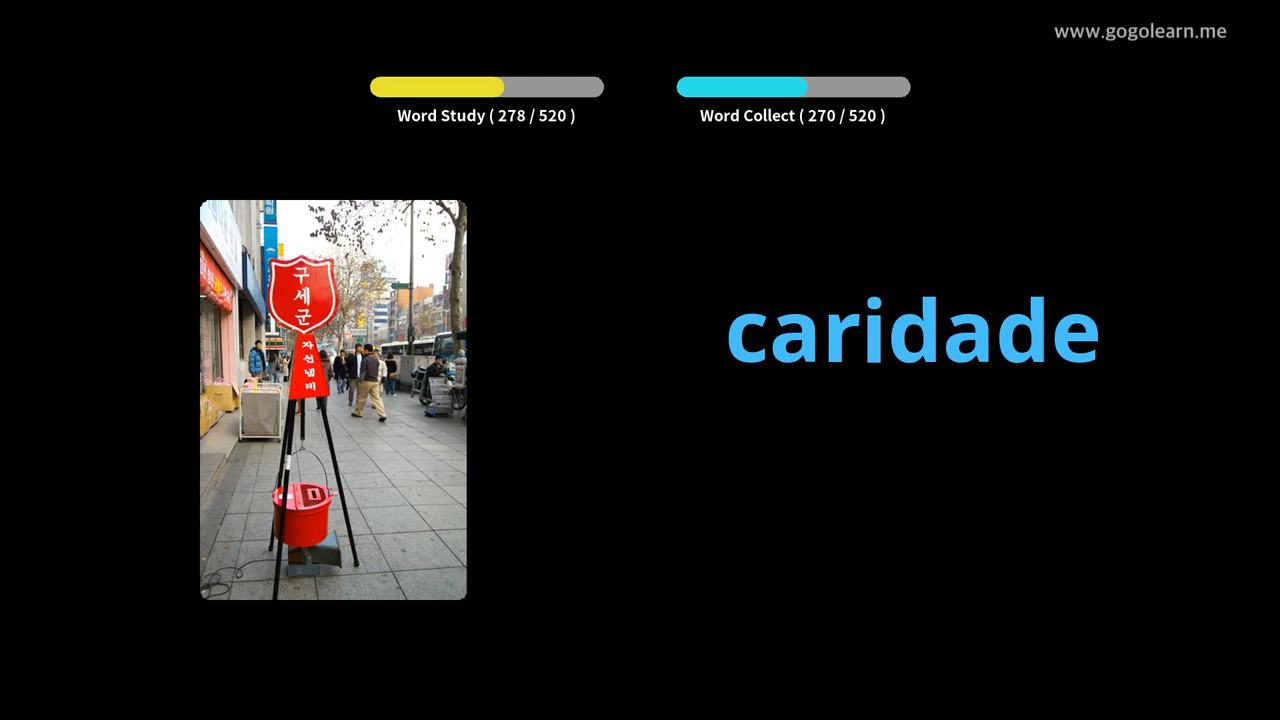 www.gogolearn.me
Word Study ( 278 / 520 )
Word Collect ( 270 / 520 )
구
세
군
자
선
냄
비
caridade